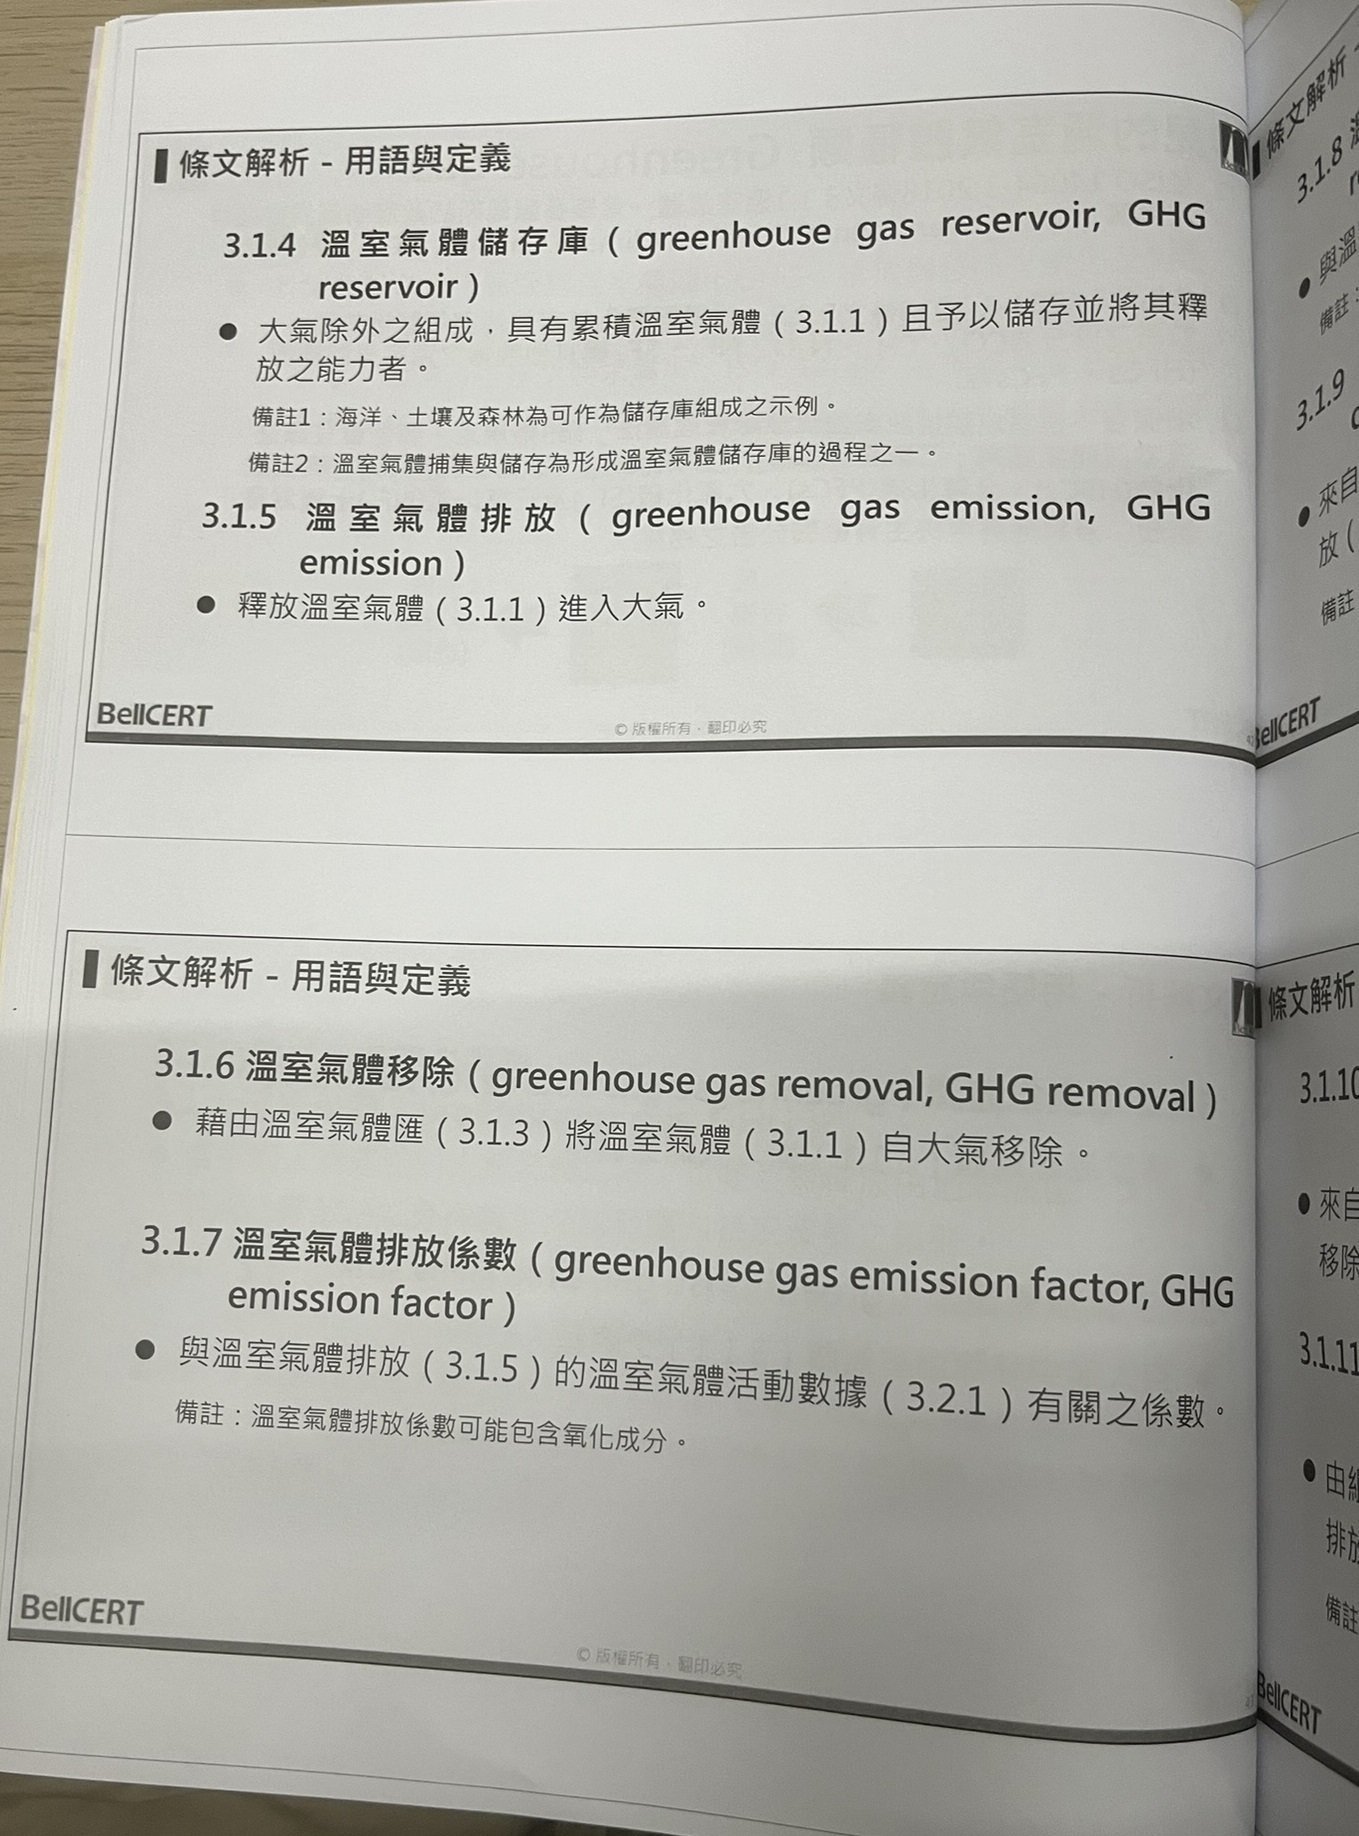 條文解析 - 用語與定義
3.1.4 溫室氣體儲存庫（greenhouse gas reservoir, GHG
reservoir）
● 大氣除外之組成，具有累積溫室氣體（3.1.1）且予以儲存並將其釋
放之能力者。
備註1：海洋、土壤及森林為可作為儲存庫組成之示例。
備註2：溫室氣體捕集與儲存為形成溫室氣體儲存庫的過程之一。
3.1.5 溫室氣體排放（greenhouse gas emission, GHG
emission）
● 釋放溫室氣體（3.1.1）進入大氣。
BellCERT
© 版權所有，翻印必究
條文解析 - 用語與定義
3.1.6 溫室氣體移除（greenhouse gas removal, GHG removal）
● 藉由溫室氣體匯（3.1.3）將溫室氣體（3.1.1）自大氣移除。
3.1.7 溫室氣體排放係數（greenhouse gas emission factor, GHG
emission factor）
● 與溫室氣體排放（3.1.5）的溫室氣體活動數據（3.2.1）有關之係數。
備註：溫室氣體排放係數可能包含氧化成分。
BellCERT
© 版權所有，翻印必究
條文解析 -
3.1.8
● 與溫
備註
3.1.9
● 來自
放（
備註
BellCERT
條文解析
3.1.10
● 來自
移除
3.1.11
● 由
排放
備註
BellCERT